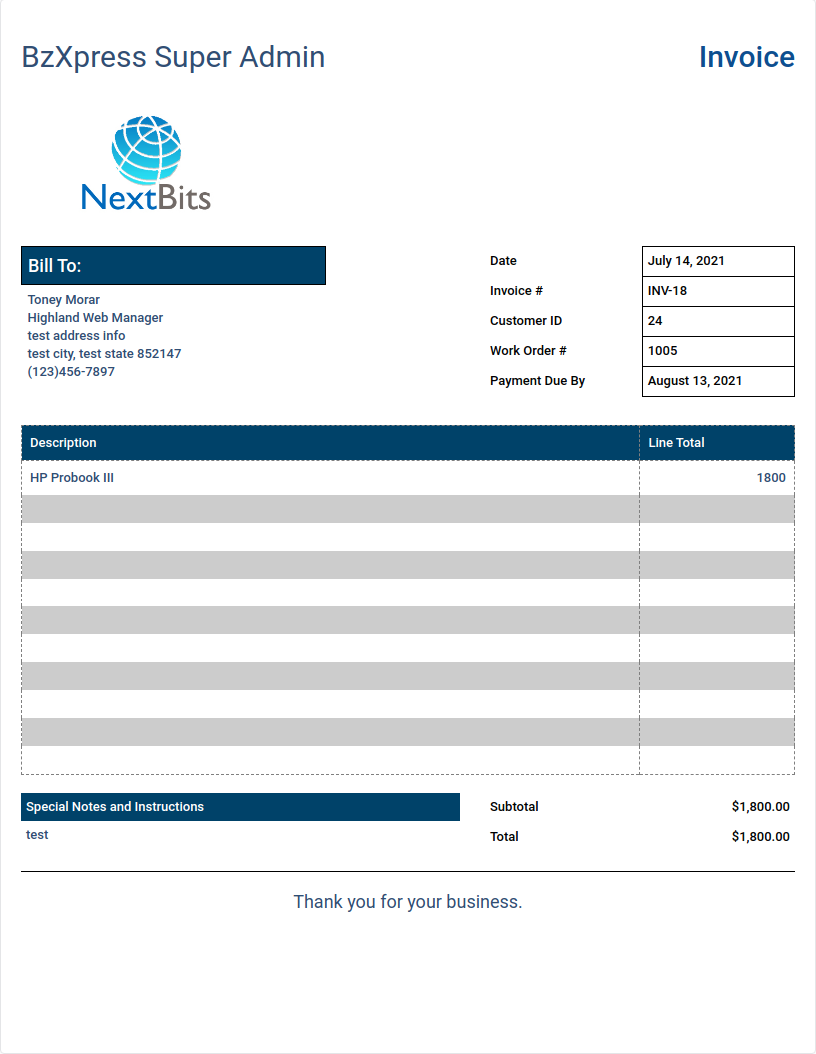 BzXpress Super Admin
Invoice
NextBits
Bill To:
Toney Morar
Highland Web Manager
test address info
test city, test state 852147
(123)456-7897
Date July 14, 2021
Invoice # INV-18
Customer ID 24
Work Order # 1005
Payment Due By August 13, 2021
Description Line Total
HP Probook III 1800
Special Notes and Instructions
test
Subtotal $1,800.00
Total $1,800.00
Thank you for your business.